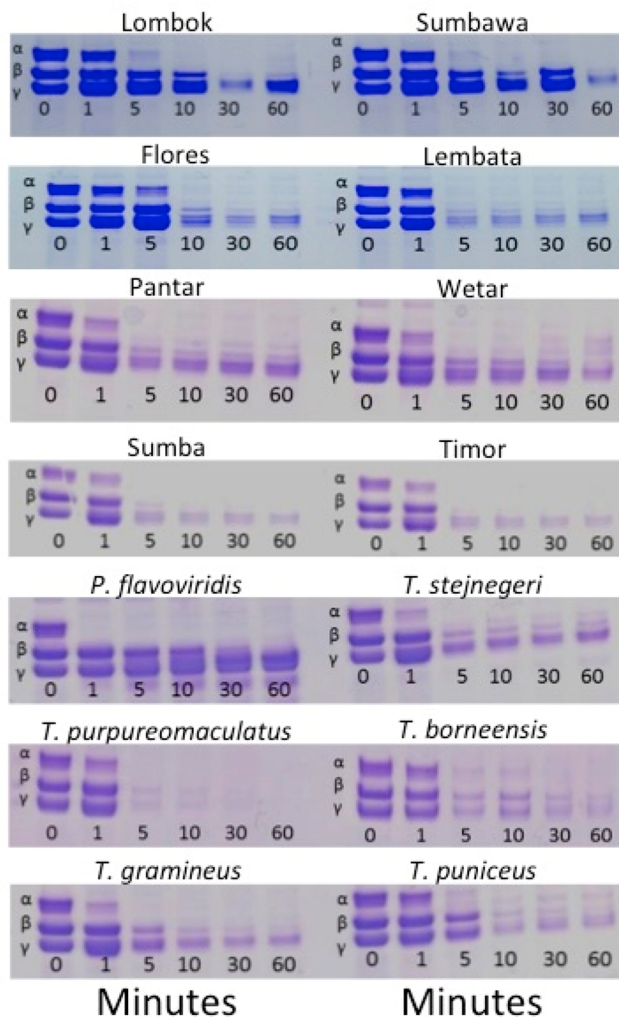 Lombok Sumbawa
α α
β β
γ γ
0 1 5 10 30 60 0 1 5 10 30 60
Flores Lembata
α α
β β
γ γ
0 1 5 10 30 60 0 1 5 10 30 60
Pantar Wetar
α α
β β
γ γ
0 1 5 10 30 60 0 1 5 10 30 60
Sumba Timor
α α
β β
γ γ
0 1 5 10 30 60 0 1 5 10 30 60
P. flavoviridis T. stejnegeri
α α
β β
γ γ
0 1 5 10 30 60 0 1 5 10 30 60
T. purpureomaculatus T. borneensis
α α
β β
γ γ
0 1 5 10 30 60 0 1 5 10 30 60
T. gramineus T. puniceus
α α
β β
γ γ
0 1 5 10 30 60 0 1 5 10 30 60
Minutes Minutes